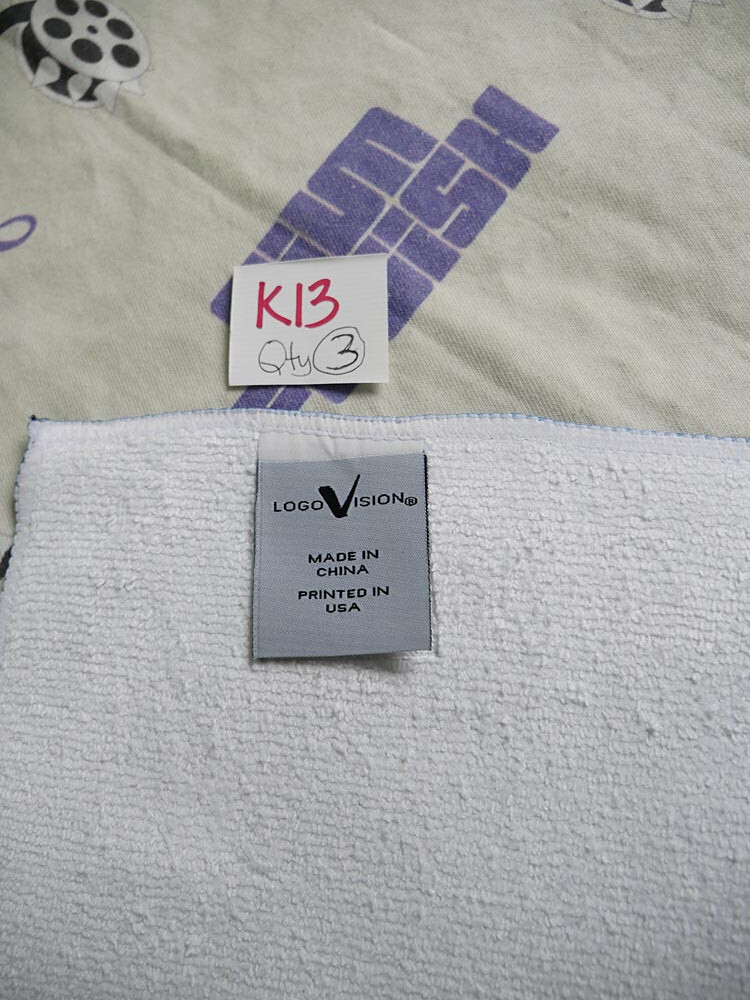 K13
Qty 3
LOGO VISION®
MADE IN
CHINA
PRINTED IN
USA